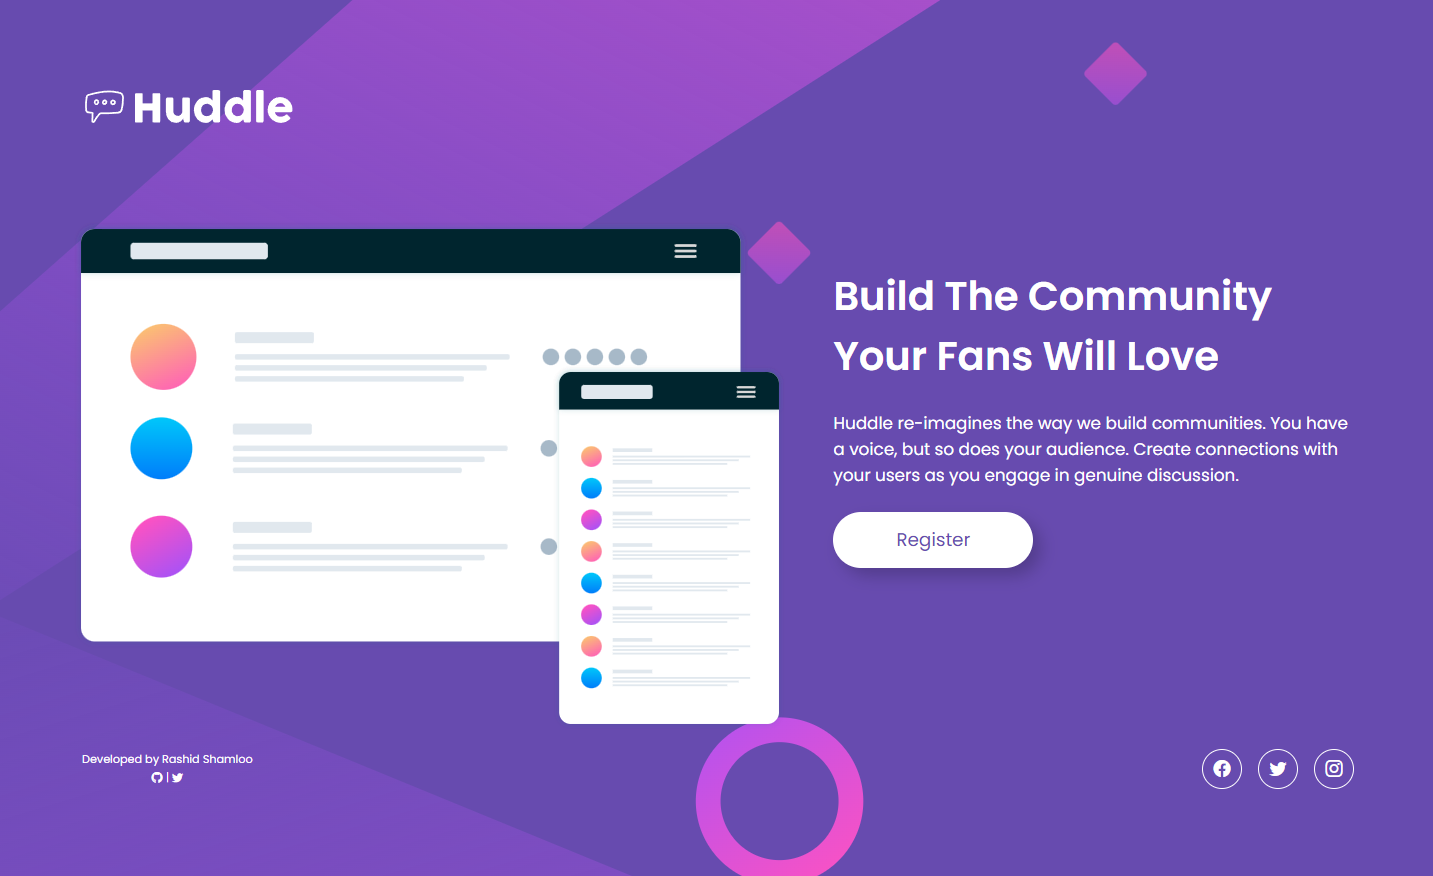 Huddle
Build The Community
Your Fans Will Love
Huddle re-imagines the way we build communities. You have
a voice, but so does your audience. Create connections with
your users as you engage in genuine discussion.
Register
Developed by Rashid Shamloo
|